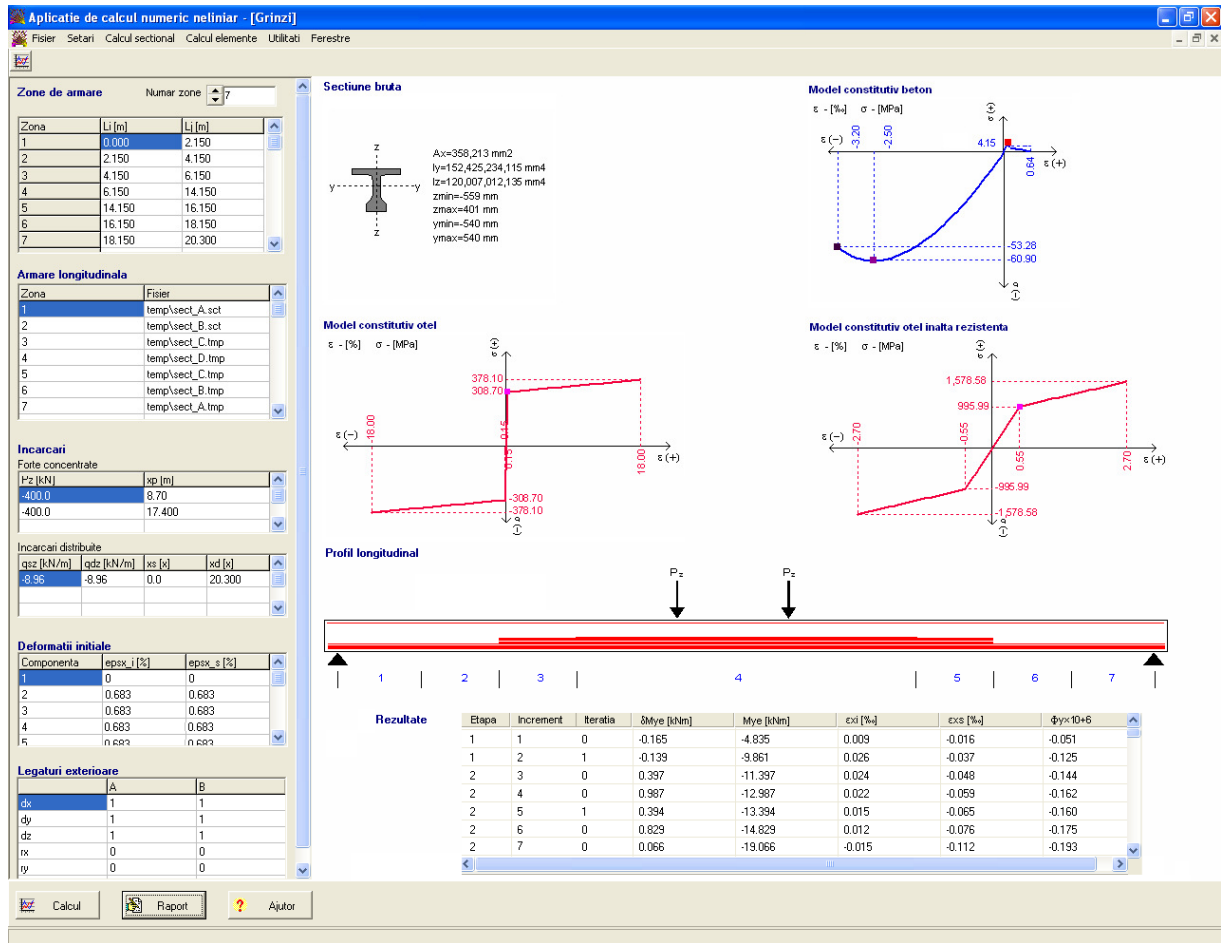 Aplicatie de calcul numeric neliniar - [Grinzi]
Fisier Setari Calcul sectional Calcul elemente Utilitati Ferestre
Zone de armare Numar zone 7
Zona Li [m] Lj [m]
1 0.000 2.150
2 2.150 4.150
3 4.150 6.150
4 6.150 14.150
5 14.150 16.150
6 16.150 18.150
7 18.150 20.300
Armare longitudinala
Zona Fisier
1 temp\sect_A.sct
2 temp\sect_B.sct
3 temp\sect_C.tmp
4 temp\sect_D.tmp
5 temp\sect_C.tmp
6 temp\sect_B.tmp
7 temp\sect_A.tmp
Incarcari
Forte concentrate
Pz [kN] xp [m]
-400.0 8.70
-400.0 17.400
Incarcari distribuite
qsz [kN/m] qdz [kN/m] xs [x] xd [x]
-8.96 -8.96 0.0 20.300
Deformatii initiale
Componenta epsx_i [%] epsx_s [%]
1 0 0
2 0.683 0.683
3 0.683 0.683
4 0.683 0.683
5 0.683 0.683
Legaturi exterioare
A B
dx 1 1
dy 1 1
dz 1 1
rx 0 0
ry 0 0
Sectiune bruta
z
y y
z
Ax=358,213 mm2
Iy=152,425,234,115 mm4
Iz=120,007,012,135 mm4
zmin=-559 mm
zmax=401 mm
ymin=-540 mm
ymax=540 mm
Model constitutiv beton
ε - [‰] σ - [MPa]
σ (+)
ε (-) -3.20 -2.50 4.15 0.64 ε (+)
-53.28
-60.90
σ (-)
Model constitutiv otel
ε - [%] σ - [MPa]
σ (+)
378.10
308.70
ε (-) -18.00 0.15 0.15 18.00 ε (+)
-308.70
-378.10
σ (-)
Model constitutiv otel inalta rezistenta
ε - [%] σ - [MPa]
σ (+)
1,578.58
995.99
ε (-) -2.70 -0.55 0.55 2.70 ε (+)
-995.99
-1,578.58
σ (-)
Profil longitudinal
Pz Pz
1 2 3 4 5 6 7
Rezultate
Etapa Increment Iteratia δMye [kNm] Mye [kNm] εxi [‰] εxs [‰] Φy×10+6
1 1 0 -0.165 -4.835 0.009 -0.016 -0.051
1 2 1 -0.139 -9.861 0.026 -0.037 -0.125
2 3 0 0.397 -11.397 0.024 -0.048 -0.144
2 4 0 0.987 -12.987 0.022 -0.059 -0.162
2 5 1 0.394 -13.394 0.015 -0.065 -0.160
2 6 0 0.829 -14.829 0.012 -0.076 -0.175
2 7 0 0.066 -19.066 -0.015 -0.112 -0.193
Calcul Raport Ajutor